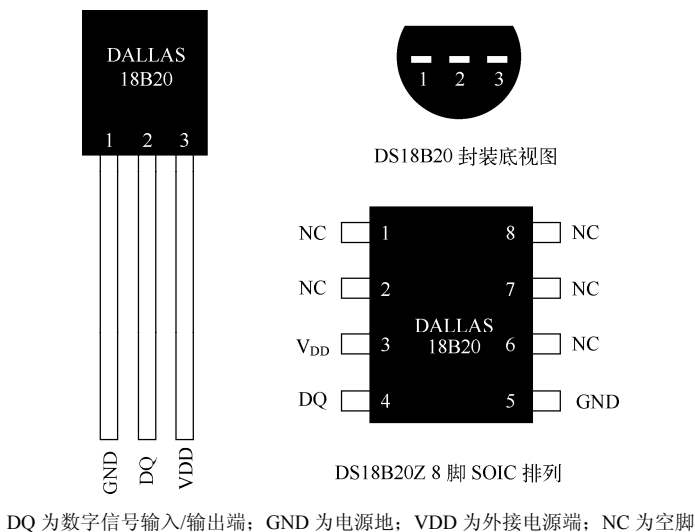 DALLAS
18B20
1 2 3
GND
DQ
VDD
1 2 3
DS18B20 封装底视图
NC 1 8 NC
NC 2 7 NC
DALLAS
18B20
VDD 3 6 NC
DQ 4 5 GND
DS18B20Z 8 脚 SOIC 排列
DQ 为数字信号输入/输出端；GND 为电源地；VDD 为外接电源端；NC 为空脚